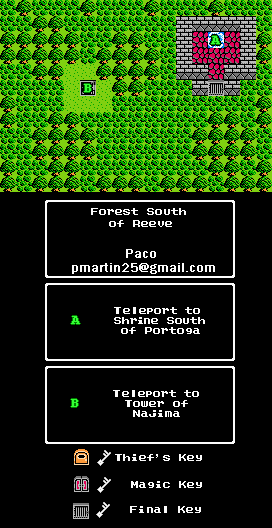 A
B
Forest South
of Reeve
Paco
pmartin25@gmail.com
A
Teleport to
Shrine South
of Portoga
B
Teleport to
Tower of
Najima
Thief's Key
Magic Key
Final Key